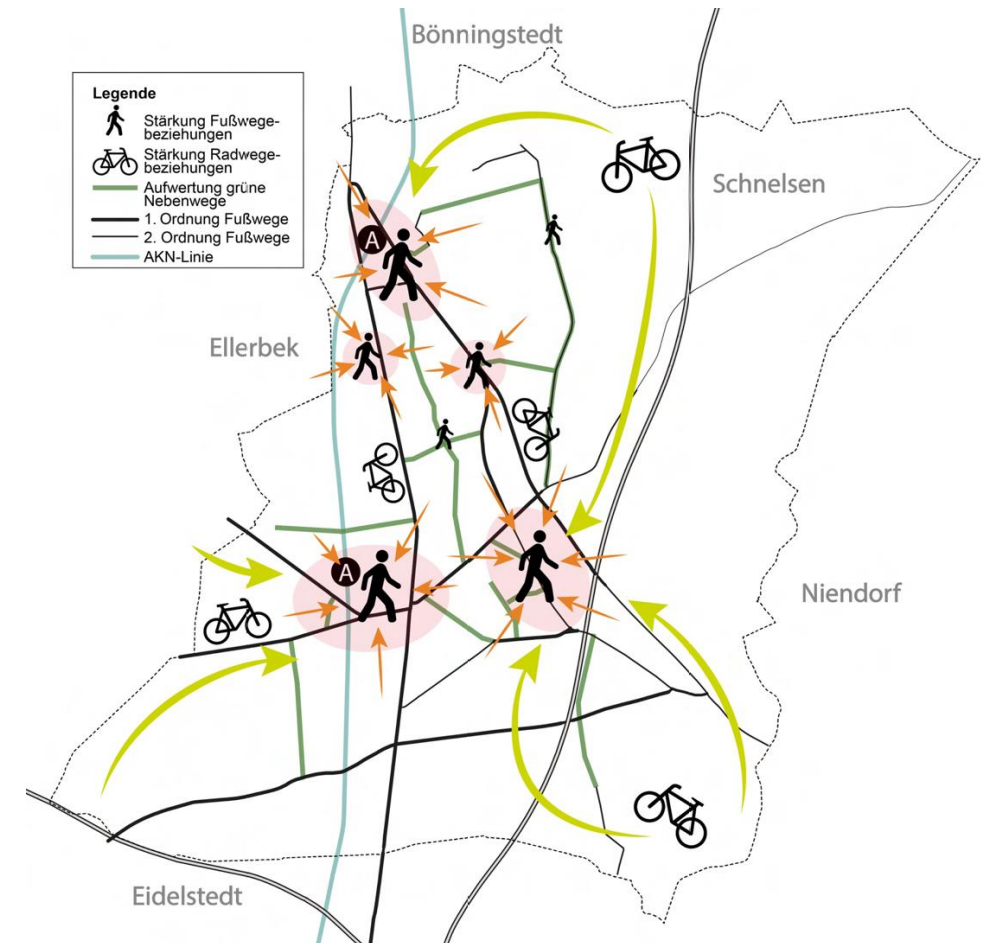 Bönningstedt
Legende
Stärkung Fußwege-
beziehungen
Stärkung Radwege-
beziehungen
Aufwertung grüne
Nebenwege
1. Ordnung Fußwege
2. Ordnung Fußwege
AKN-Linie
Schnelsen
A
Ellerbek
A
Niendorf
Eidelstedt